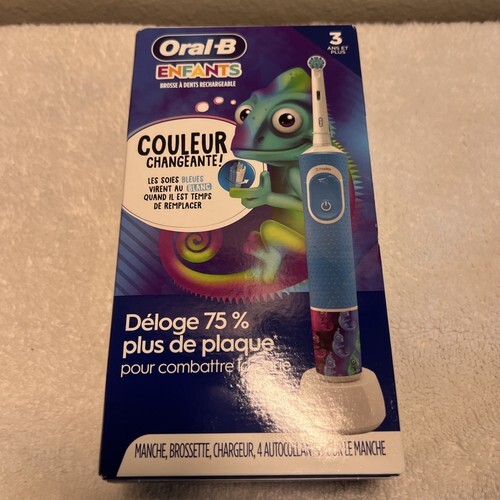 Oral-B
ENFANTS
BROSSE À DENTS RECHARGEABLE
3
ANS ET
PLUS
COULEUR
CHANGEANTE!
LES SOIES BLEUES
VIRENT AU BLANC
QUAND IL EST TEMPS
DE REMPLACER
Déloge 75 %
plus de plaque*
pour combattre
MANCHE, BROSSETTE, CHARGEUR, 4 LE MANCHE